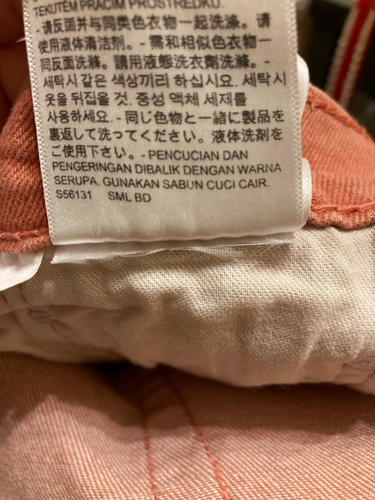 TEKUTÉM PRACÍM PROSTŘEDKU.
- 请反面并与同类色衣物一起洗涤。请
使用液体清洁剂。- 需和相似色衣物一
同反面洗滌。請用液態洗衣劑洗滌。-
세탁시 같은 색상끼리 하십시요. 세탁시
옷을 뒤집을 것. 중성 액체 세제를
사용하세요. - 同じ色物と一緒に製品を
裏返して洗ってください。液体洗剤を
ご使用下さい。- PENCUCIAN DAN
PENGERINGAN DIBALIK DENGAN WARNA
SERUPA. GUNAKAN SABUN CUCI CAIR.
S56131 SML BD